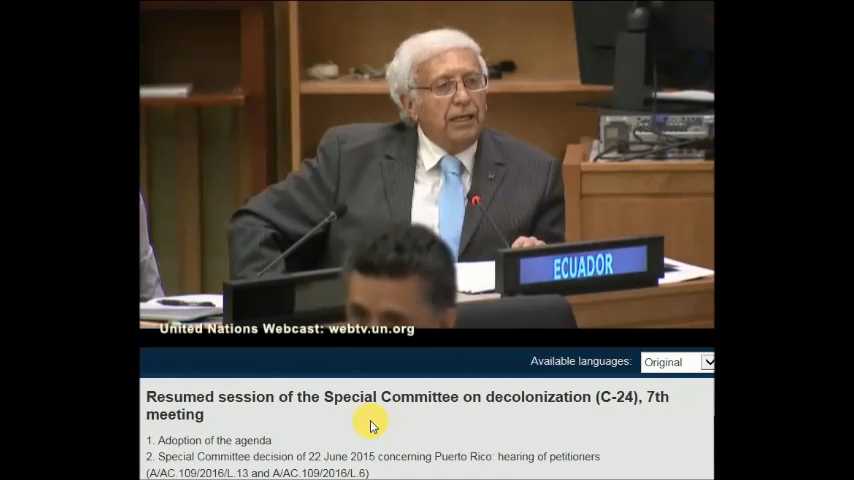 ECUADOR
United Nations Webcast: webtv.un.org
Available languages: Original
Resumed session of the Special Committee on decolonization (C-24), 7th
meeting
1. Adoption of the agenda
2. Special Committee decision of 22 June 2015 concerning Puerto Rico: hearing of petitioners
(A/AC.109/2016/L.13 and A/AC.109/2016/L.6)